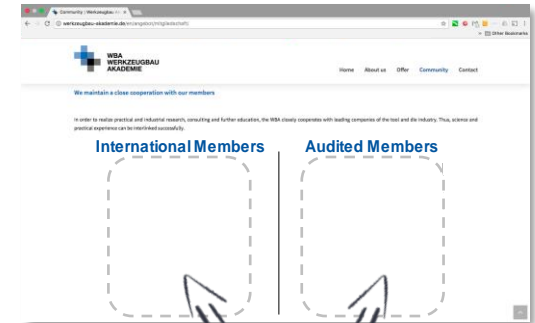 Community | Werkzeugbau
werkzeugbau-akademie.de/en/angebot/mitgliedschaft/
Other Bookmarks
WBA
WERKZEUGBAU
AKADEMIE
Home About us Offer Community Contact
We maintain a close cooperation with our members
In order to realize practical and industrial research, consulting and further education, the WBA closely cooperates with leading companies of the tool and die industry. Thus, science and
practical experience can be interlinked successfully.
International Members Audited Members